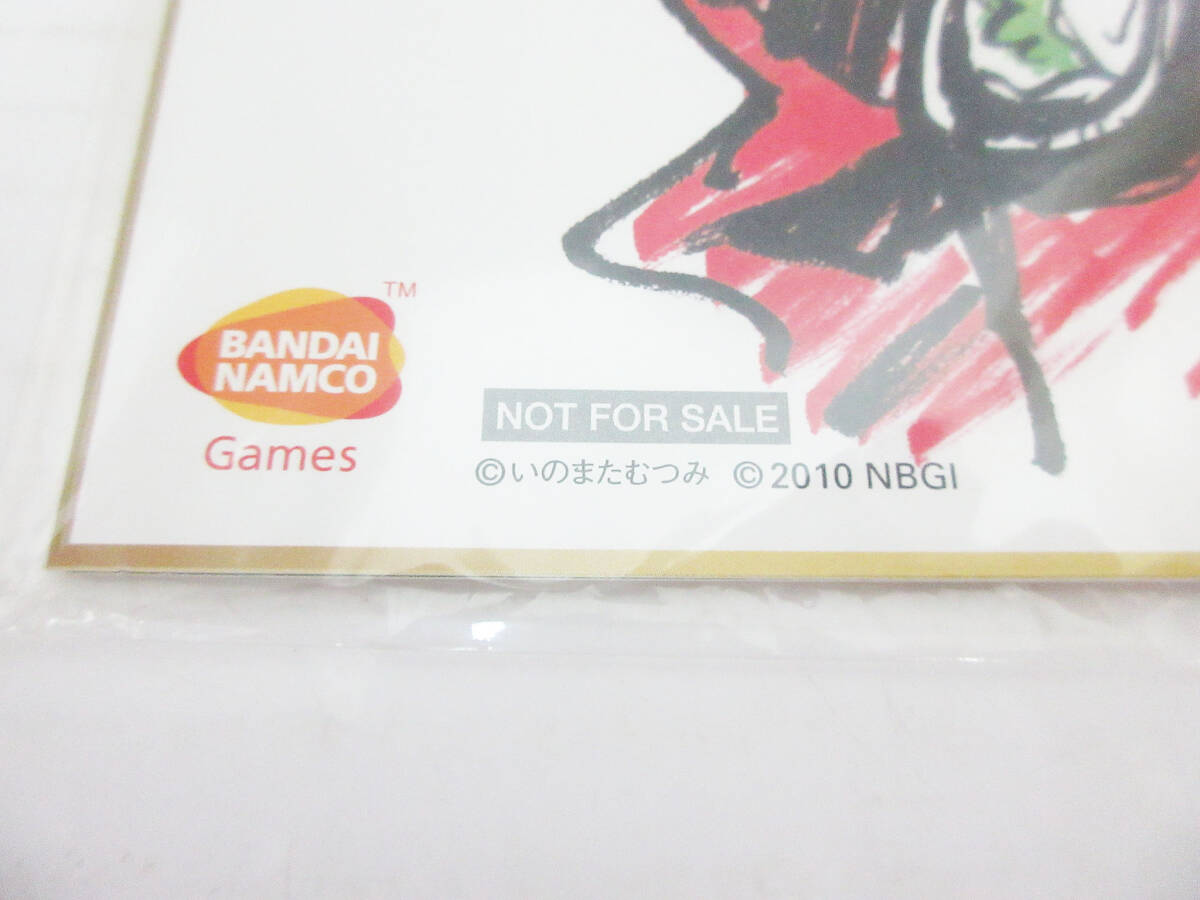 BANDAI
NAMCO
™
Games
NOT FOR SALE
©いのまたむつみ ©2010 NBGI